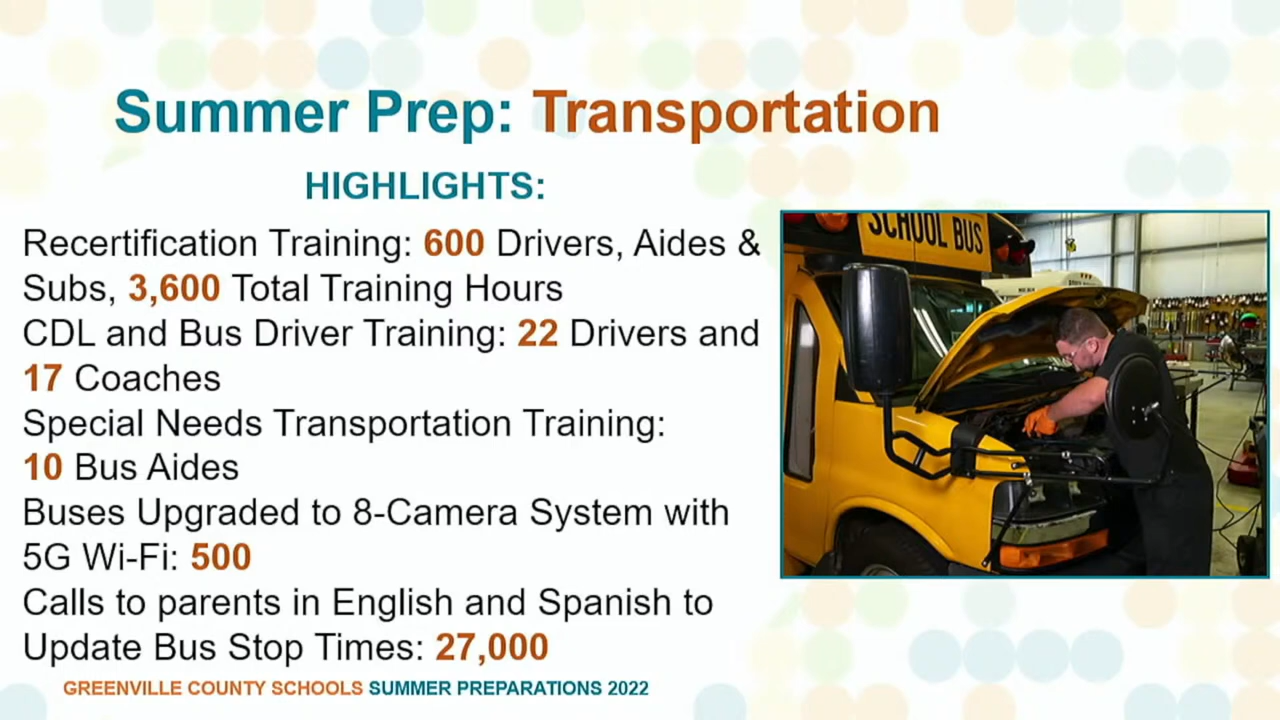 Summer Prep: Transportation
HIGHLIGHTS:
Recertification Training: 600 Drivers, Aides &
Subs, 3,600 Total Training Hours
CDL and Bus Driver Training: 22 Drivers and
17 Coaches
Special Needs Transportation Training:
10 Bus Aides
Buses Upgraded to 8-Camera System with
5G Wi-Fi: 500
Calls to parents in English and Spanish to
Update Bus Stop Times: 27,000
SCHOOL BUS
GREENVILLE COUNTY SCHOOLS SUMMER PREPARATIONS 2022